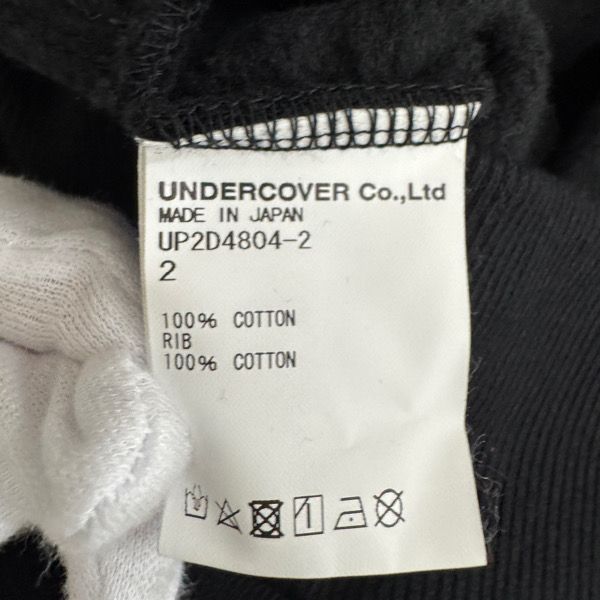 UNDERCOVER Co.,Ltd
MADE IN JAPAN
UP2D4804-2
2
100% COTTON
RIB
100% COTTON